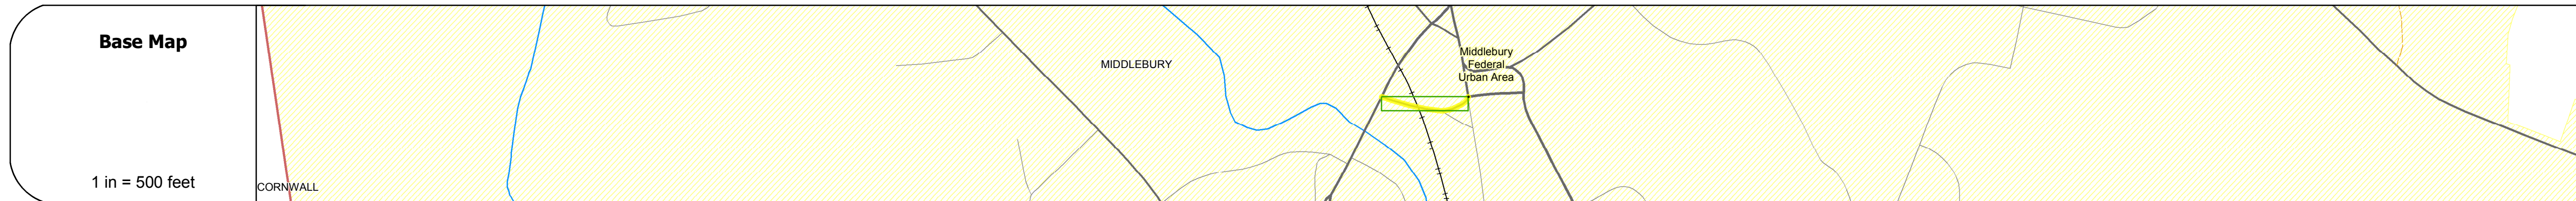 Base Map
1 in = 500 feet
CORNWALL
MIDDLEBURY
Middlebury
Federal
Urban Area